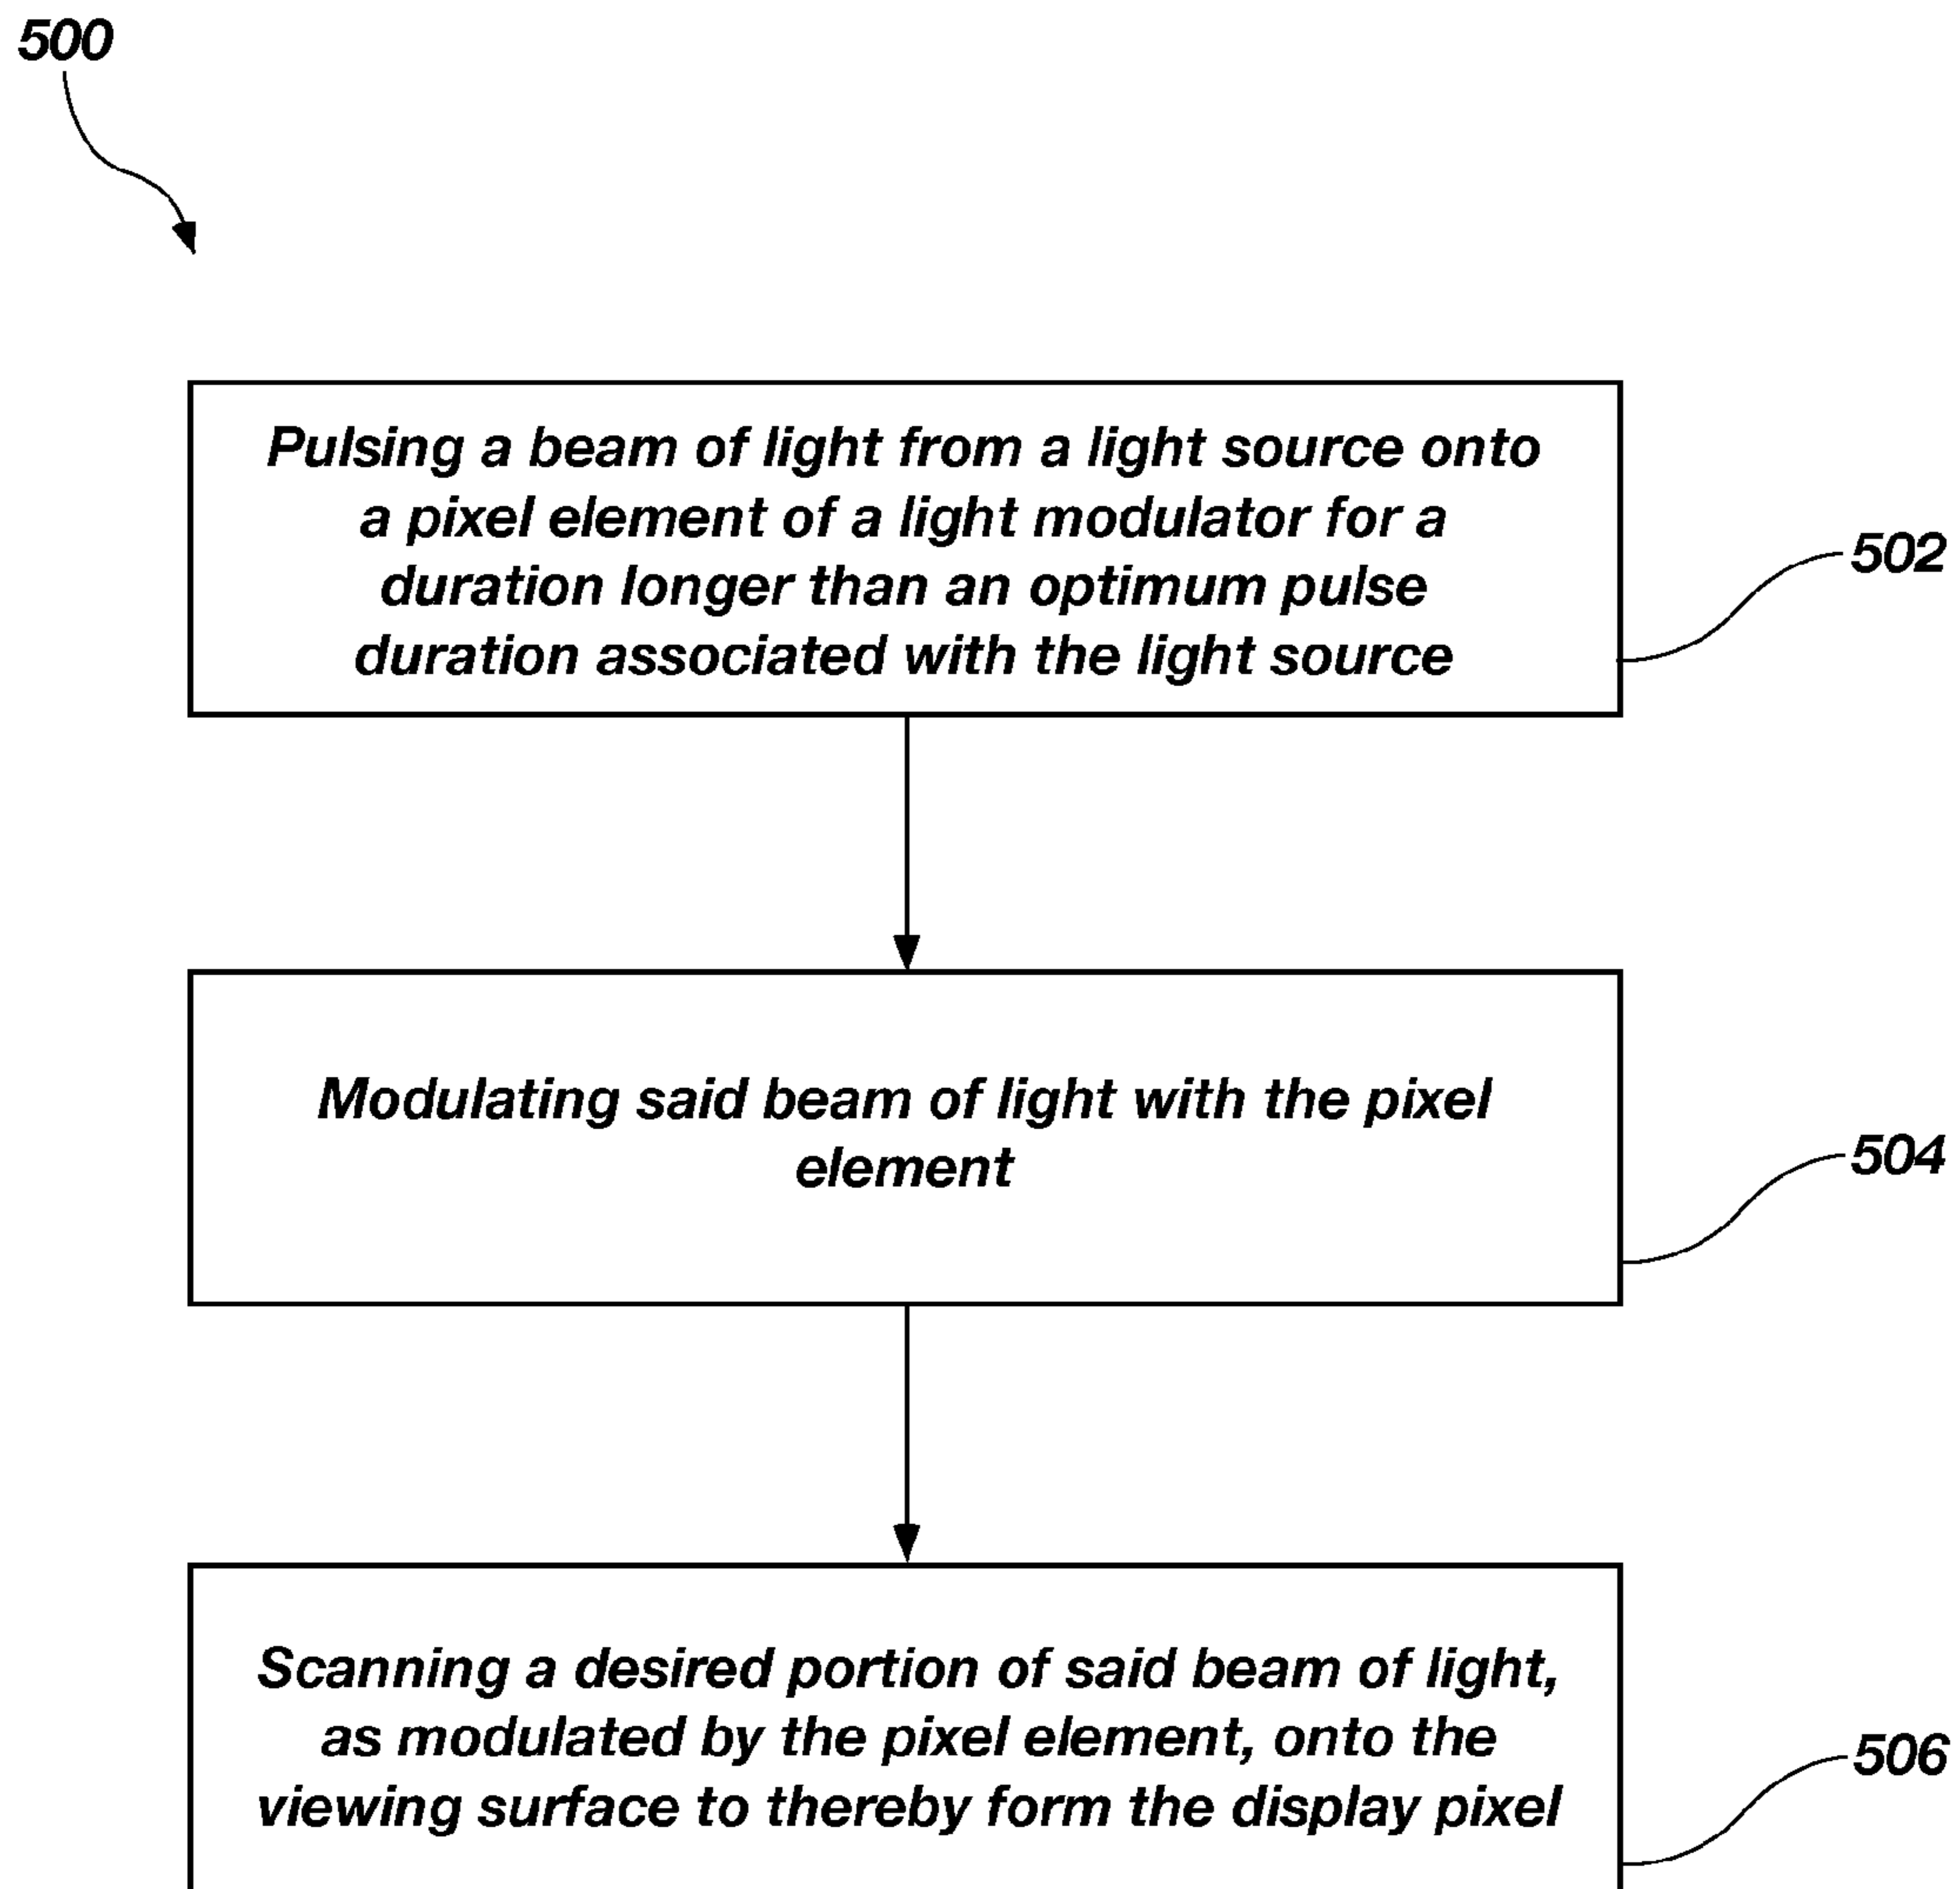 500
Pulsing a beam of light from a light source onto
a pixel element of a light modulator for a
duration longer than an optimum pulse
duration associated with the light source
502
Modulating said beam of light with the pixel
element
504
Scanning a desired portion of said beam of light,
as modulated by the pixel element, onto the
viewing surface to thereby form the display pixel
506